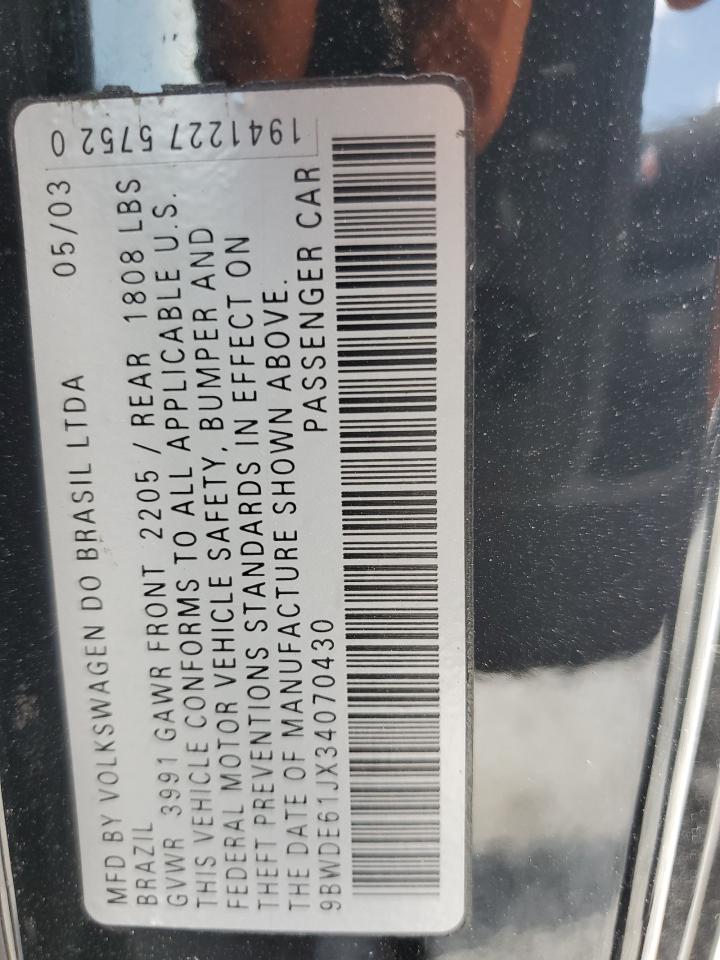 MFD BY VOLKSWAGEN DO BRASIL LTDA 05/03
BRAZIL
GVWR 3991 GAWR FRONT 2205 / REAR 1808 LBS
THIS VEHICLE CONFORMS TO ALL APPLICABLE U.S.
FEDERAL MOTOR VEHICLE SAFETY, BUMPER AND
THEFT PREVENTIONS STANDARDS IN EFFECT ON
THE DATE OF MANUFACTURE SHOWN ABOVE.
9BWDE61JX34070430 PASSENGER CAR
1941227 5752 0